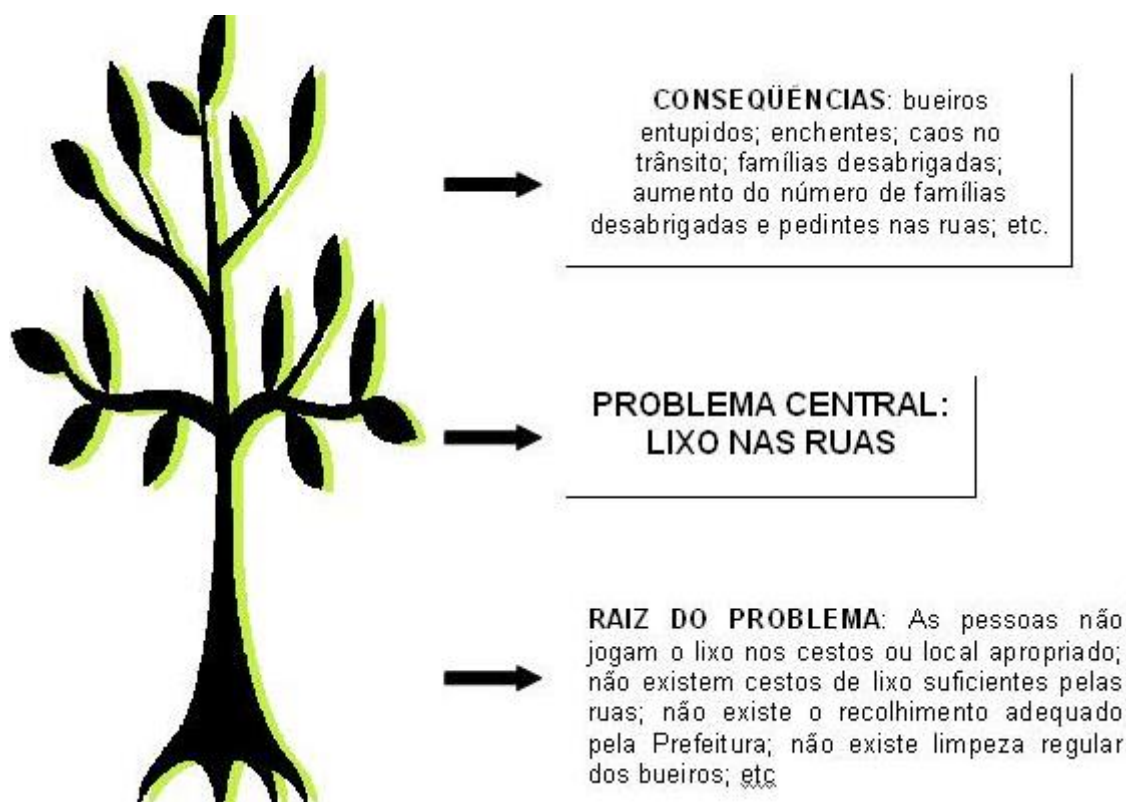 CONSEQÜÊNCIAS: bueiros
entupidos; enchentes; caos no
trânsito; famílias desabrigadas;
aumento do número de famílias
desabrigadas e pedintes nas ruas; etc.
PROBLEMA CENTRAL:
LIXO NAS RUAS
RAIZ DO PROBLEMA: As pessoas não
jogam o lixo nos cestos ou local apropriado;
não existem cestos de lixo suficientes pelas
ruas; não existe o recolhimento adequado
pela Prefeitura; não existe limpeza regular
dos bueiros; etc